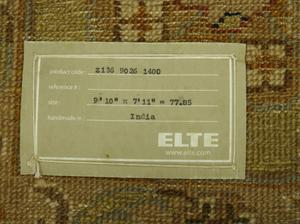 product code: 2136 9026 1400
reference #:
size: 9'10" x 7'11" = 77.85
handmade in: India
ELTE
www.elte.com